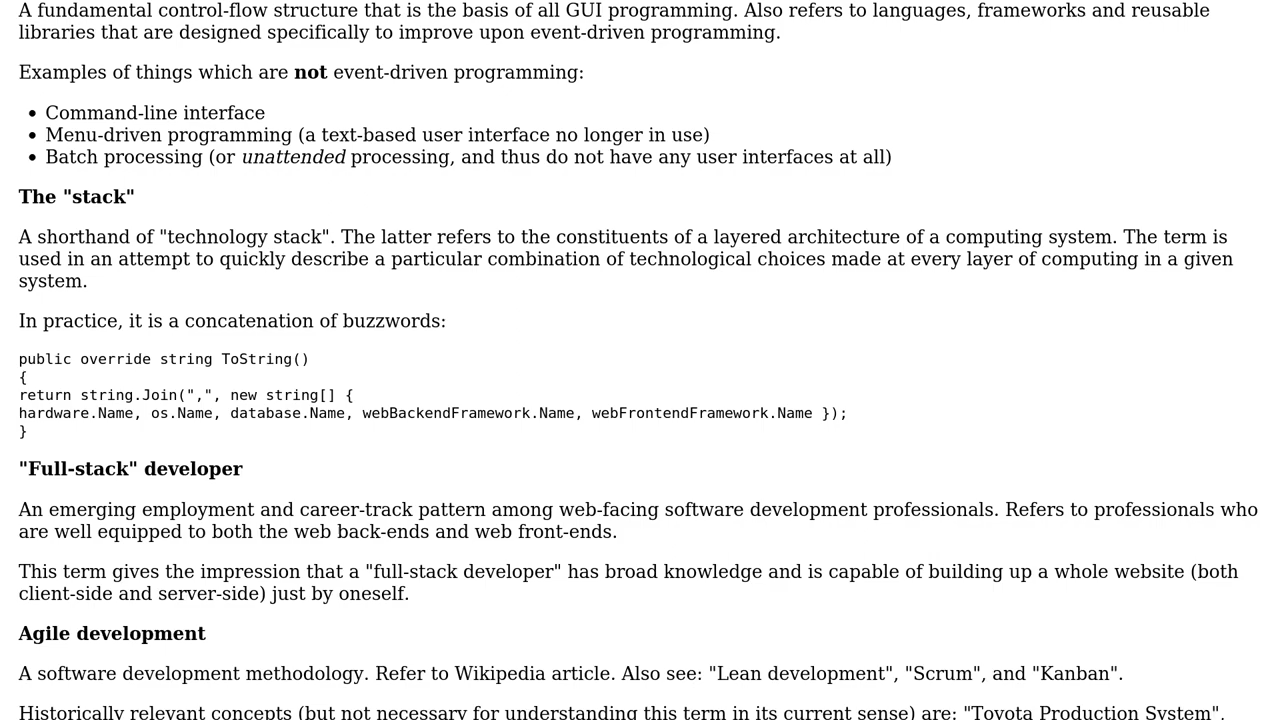 A fundamental control-flow structure that is the basis of all GUI programming. Also refers to languages, frameworks and reusable
libraries that are designed specifically to improve upon event-driven programming.
Examples of things which are not event-driven programming:
• Command-line interface
• Menu-driven programming (a text-based user interface no longer in use)
• Batch processing (or unattended processing, and thus do not have any user interfaces at all)
The "stack"
A shorthand of "technology stack". The latter refers to the constituents of a layered architecture of a computing system. The term is
used in an attempt to quickly describe a particular combination of technological choices made at every layer of computing in a given
system.
In practice, it is a concatenation of buzzwords:
public override string ToString()
{
return string.Join(",", new string[] {
hardware.Name, os.Name, database.Name, webBackendFramework.Name, webFrontendFramework.Name });
}
"Full-stack" developer
An emerging employment and career-track pattern among web-facing software development professionals. Refers to professionals who
are well equipped to both the web back-ends and web front-ends.
This term gives the impression that a "full-stack developer" has broad knowledge and is capable of building up a whole website (both
client-side and server-side) just by oneself.
Agile development
A software development methodology. Refer to Wikipedia article. Also see: "Lean development", "Scrum", and "Kanban".
Historically relevant concepts (but not necessary for understanding this term in its current sense) are: "Toyota Production System",